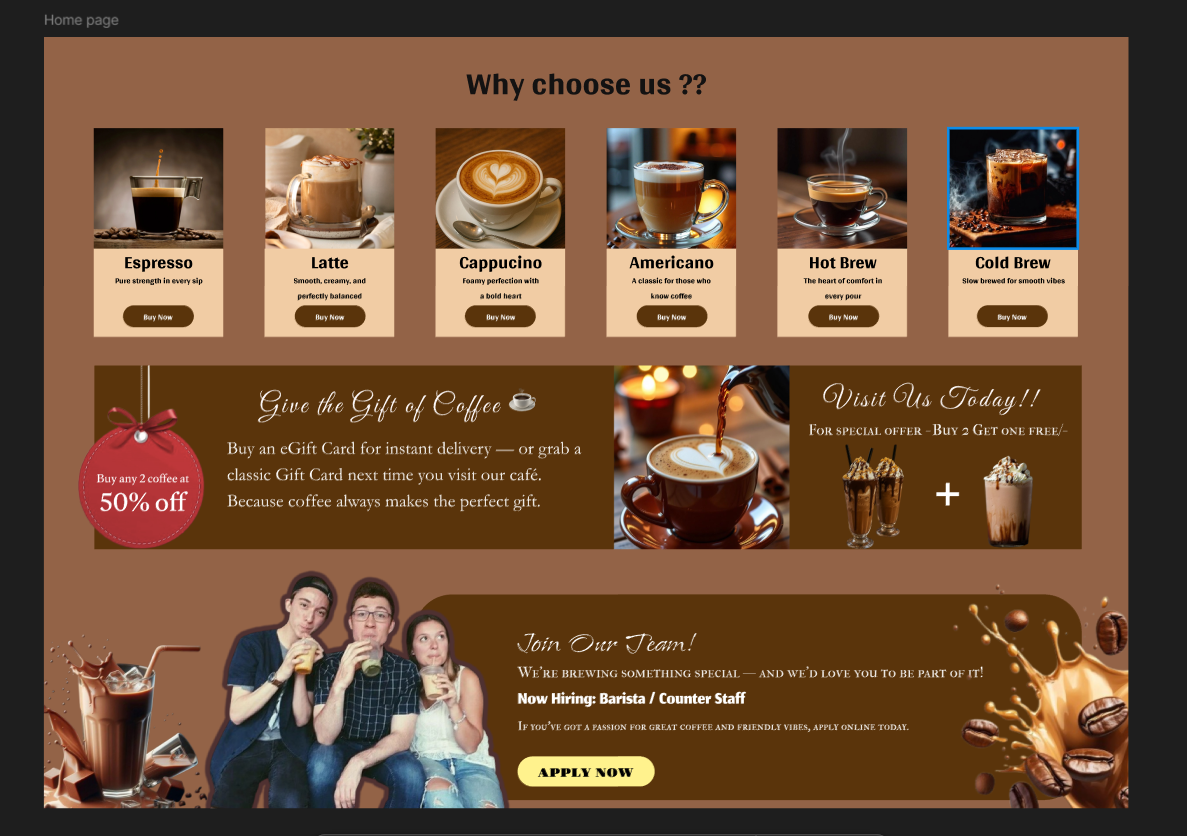 Home page
Why choose us ??
Espresso
Pure strength in every sip
Buy Now
Latte
Smooth, creamy, and
perfectly balanced
Buy Now
Cappucino
Foamy perfection with
a bold heart
Buy Now
Americano
A classic for those who
know coffee
Buy Now
Hot Brew
The heart of comfort in
every pour
Buy Now
Cold Brew
Slow brewed for smooth vibes
Buy Now
Buy any 2 coffee at
50% off
Give the Gift of Coffee ☕
Buy an eGift Card for instant delivery — or grab a
classic Gift Card next time you visit our café.
Because coffee always makes the perfect gift.
Visit Us Today!!
For special offer -Buy 2 Get one free/-
+
Join Our Team!
We're brewing something special — and we'd love you to be part of it!
Now Hiring: Barista / Counter Staff
If you've got a passion for great coffee and friendly vibes, apply online today.
APPLY NOW